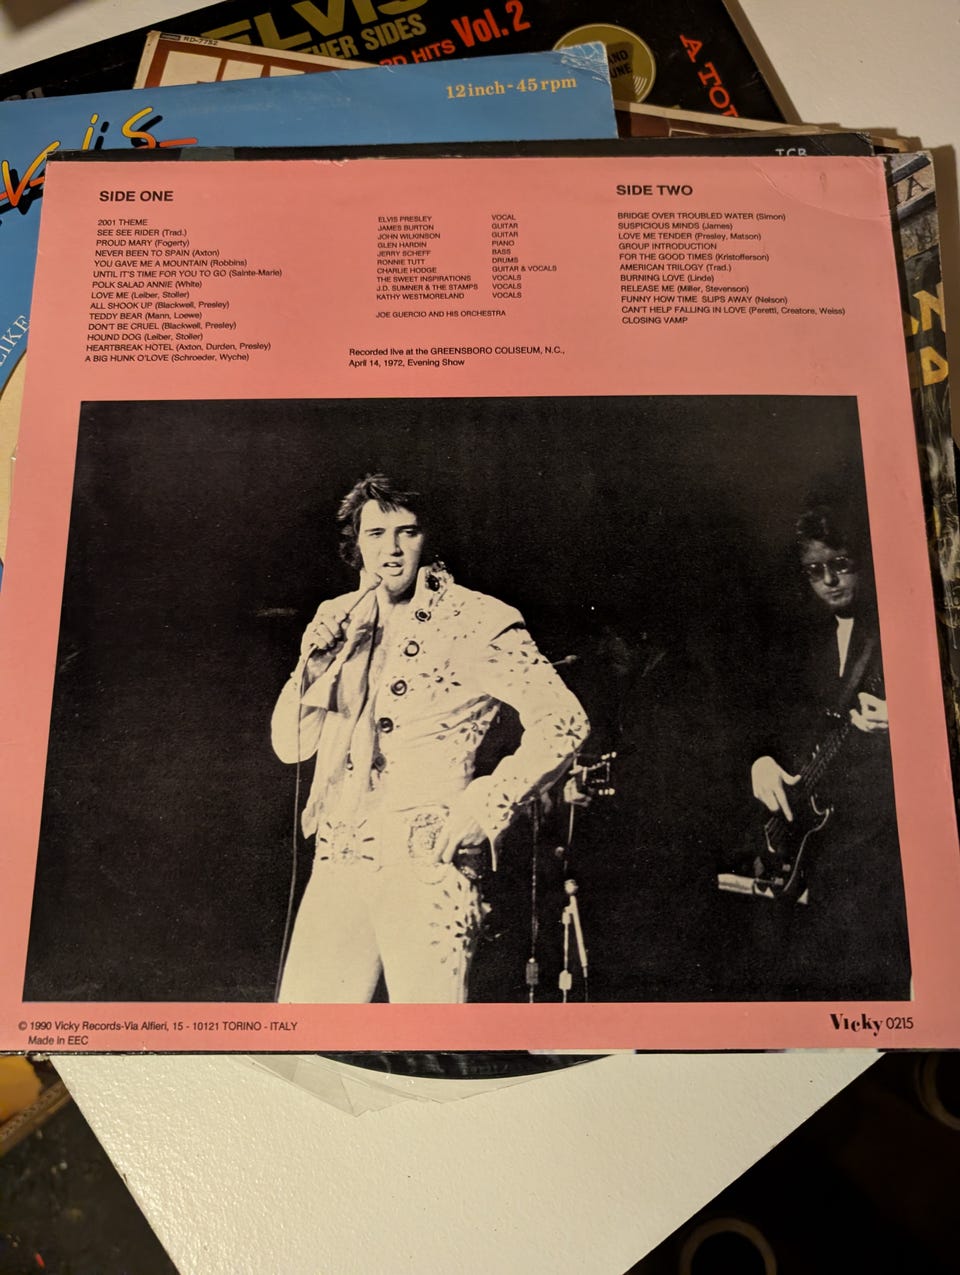 ELVIS
HER SIDES
RD HITS Vol. 2
RD-7752
AND
A TO
12inch-45rpm
TCB
LIKE
SIDE ONE
2001 THEME
SEE SEE RIDER (Trad.)
PROUD MARY (Fogerty)
NEVER BEEN TO SPAIN (Axton)
YOU GAVE ME A MOUNTAIN (Robbins)
UNTIL IT'S TIME FOR YOU TO GO (Sainte-Marie)
POLK SALAD ANNIE (White)
LOVE ME (Leiber, Stoller)
ALL SHOOK UP (Blackwell, Presley)
TEDDY BEAR (Mann, Loewe)
DON'T BE CRUEL (Blackwell, Presley)
HOUND DOG (Leiber, Stoller)
HEARTBREAK HOTEL (Axton, Durden, Presley)
A BIG HUNK O'LOVE (Schroeder, Wyche)
ELVIS PRESLEY VOCAL
JAMES BURTON GUITAR
JOHN WILKINSON GUITAR
GLEN HARDIN PIANO
JERRY SCHEFF BASS
RONNIE TUTT DRUMS
CHARLIE HODGE GUITAR & VOCALS
THE SWEET INSPIRATIONS VOCALS
J.D. SUMNER & THE STAMPS VOCALS
KATHY WESTMORELAND VOCALS
JOE GUERCIO AND HIS ORCHESTRA
Recorded live at the GREENSBORO COLISEUM, N.C.,
April 14, 1972, Evening Show
SIDE TWO
BRIDGE OVER TROUBLED WATER (Simon)
SUSPICIOUS MINDS (James)
LOVE ME TENDER (Presley, Matson)
GROUP INTRODUCTION
FOR THE GOOD TIMES (Kristofferson)
AMERICAN TRILOGY (Trad.)
BURNING LOVE (Linde)
RELEASE ME (Miller, Stevenson)
FUNNY HOW TIME SLIPS AWAY (Nelson)
CAN'T HELP FALLING IN LOVE (Peretti, Creatore, Weiss)
CLOSING VAMP
© 1990 Vicky Records-Via Alfieri, 15 - 10121 TORINO - ITALY
Made in EEC
Vicky 0215